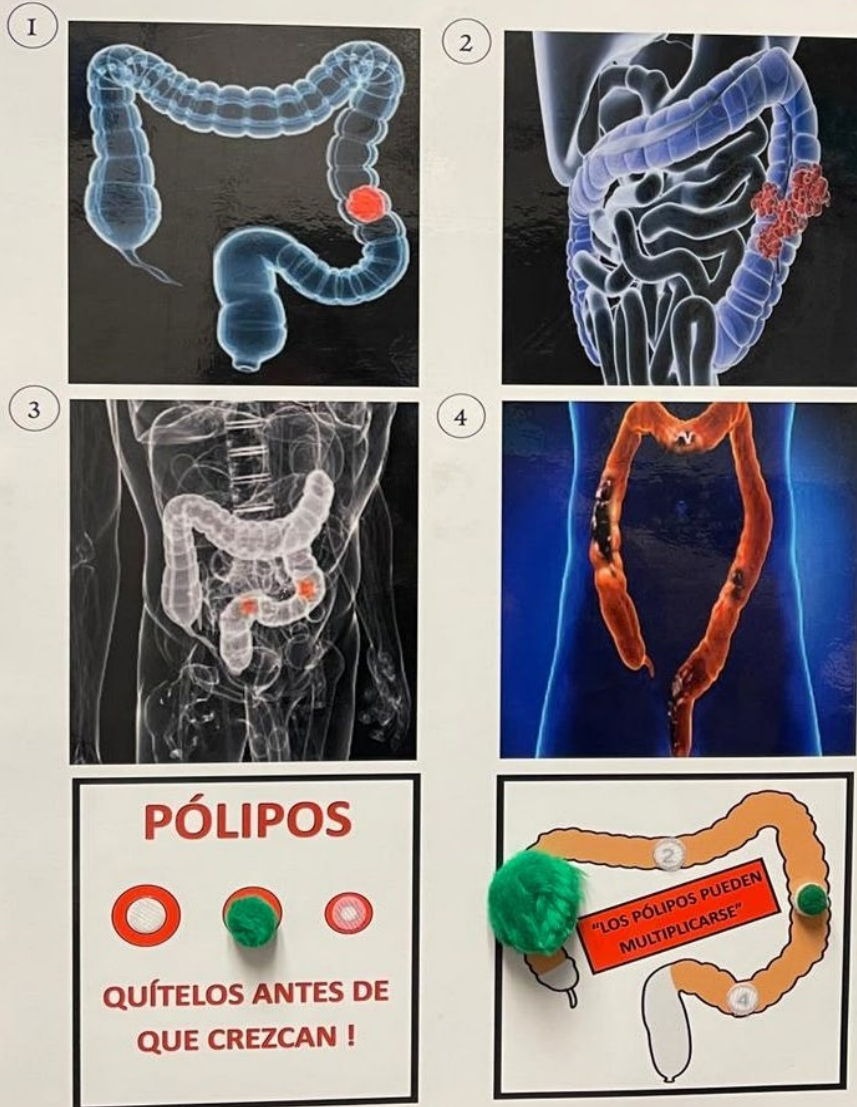 1
2
3
4
PÓLIPOS
QUÍTELOS ANTES DE
QUE CREZCAN !
2
"LOS PÓLIPOS PUEDEN
MULTIPLICARSE"
4